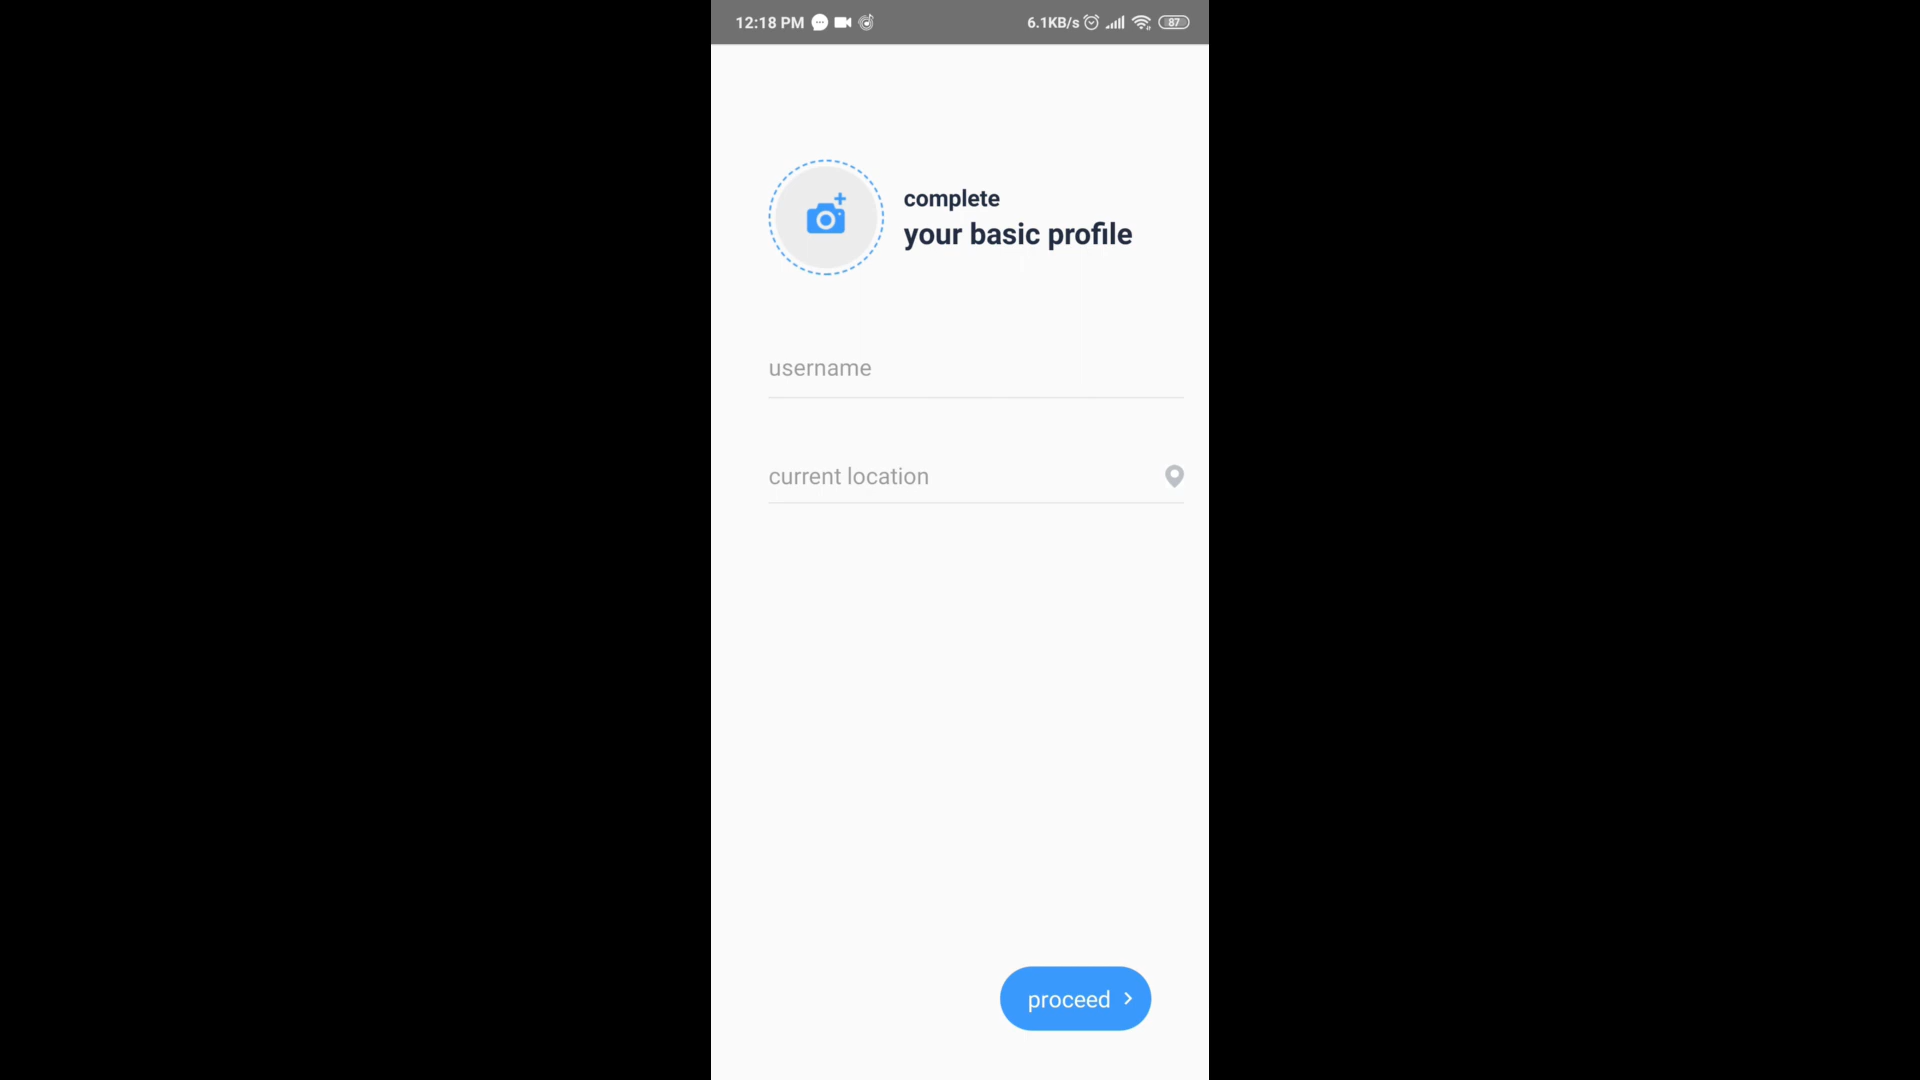 12:18 PM 6.1KB/s 87
complete
your basic profile
username
current location
proceed